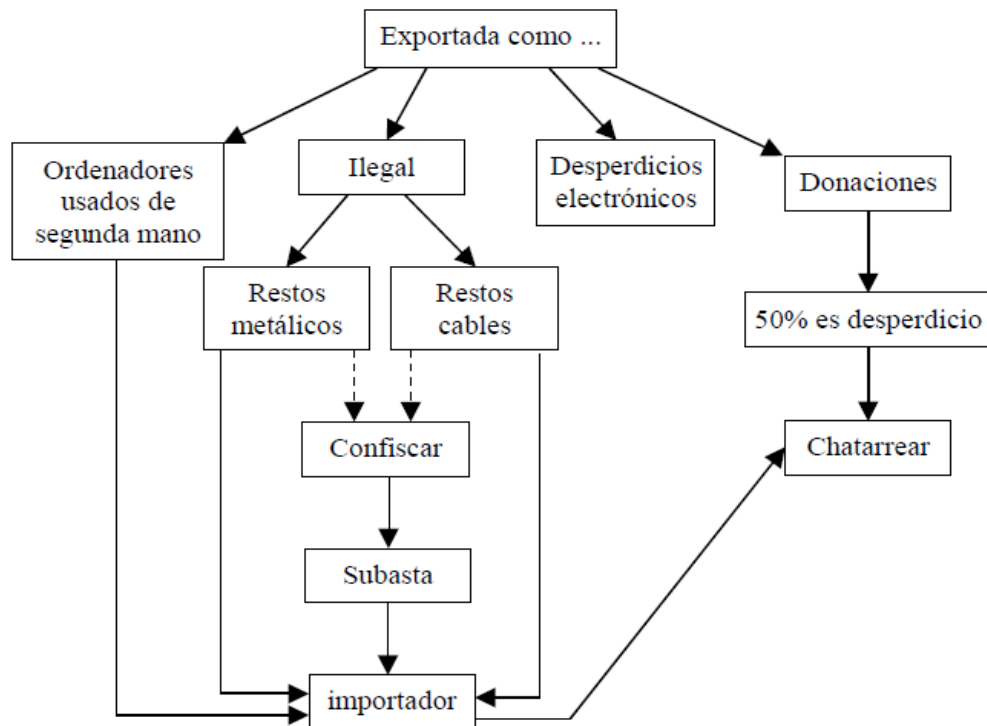 Exportada como ...
Ordenadores
usados de
segunda mano
Ilegal
Desperdicios
electrónicos
Donaciones
Restos
metálicos
Restos
cables
50% es desperdicio
Confiscar
Chatarrear
Subasta
importador